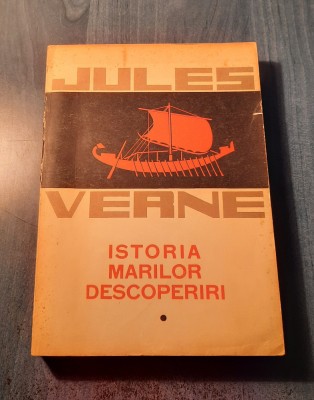 JULES
VERNE
ISTORIA
MARILOR
DESCOPERIRI